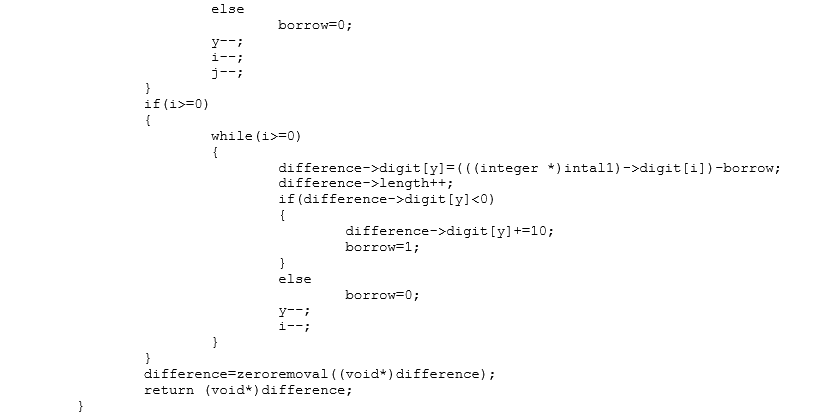 else
borrow=0;
y--;
i--;
j--;
}
if(i>=0)
{
while(i>=0)
{
difference->digit[y]=(((integer *)intal1)->digit[i])-borrow;
difference->length++;
if(difference->digit[y]<0)
{
difference->digit[y]+=10;
borrow=1;
}
else
borrow=0;
y--;
i--;
}
}
difference=zeroremoval((void*)difference);
return (void*)difference;
}